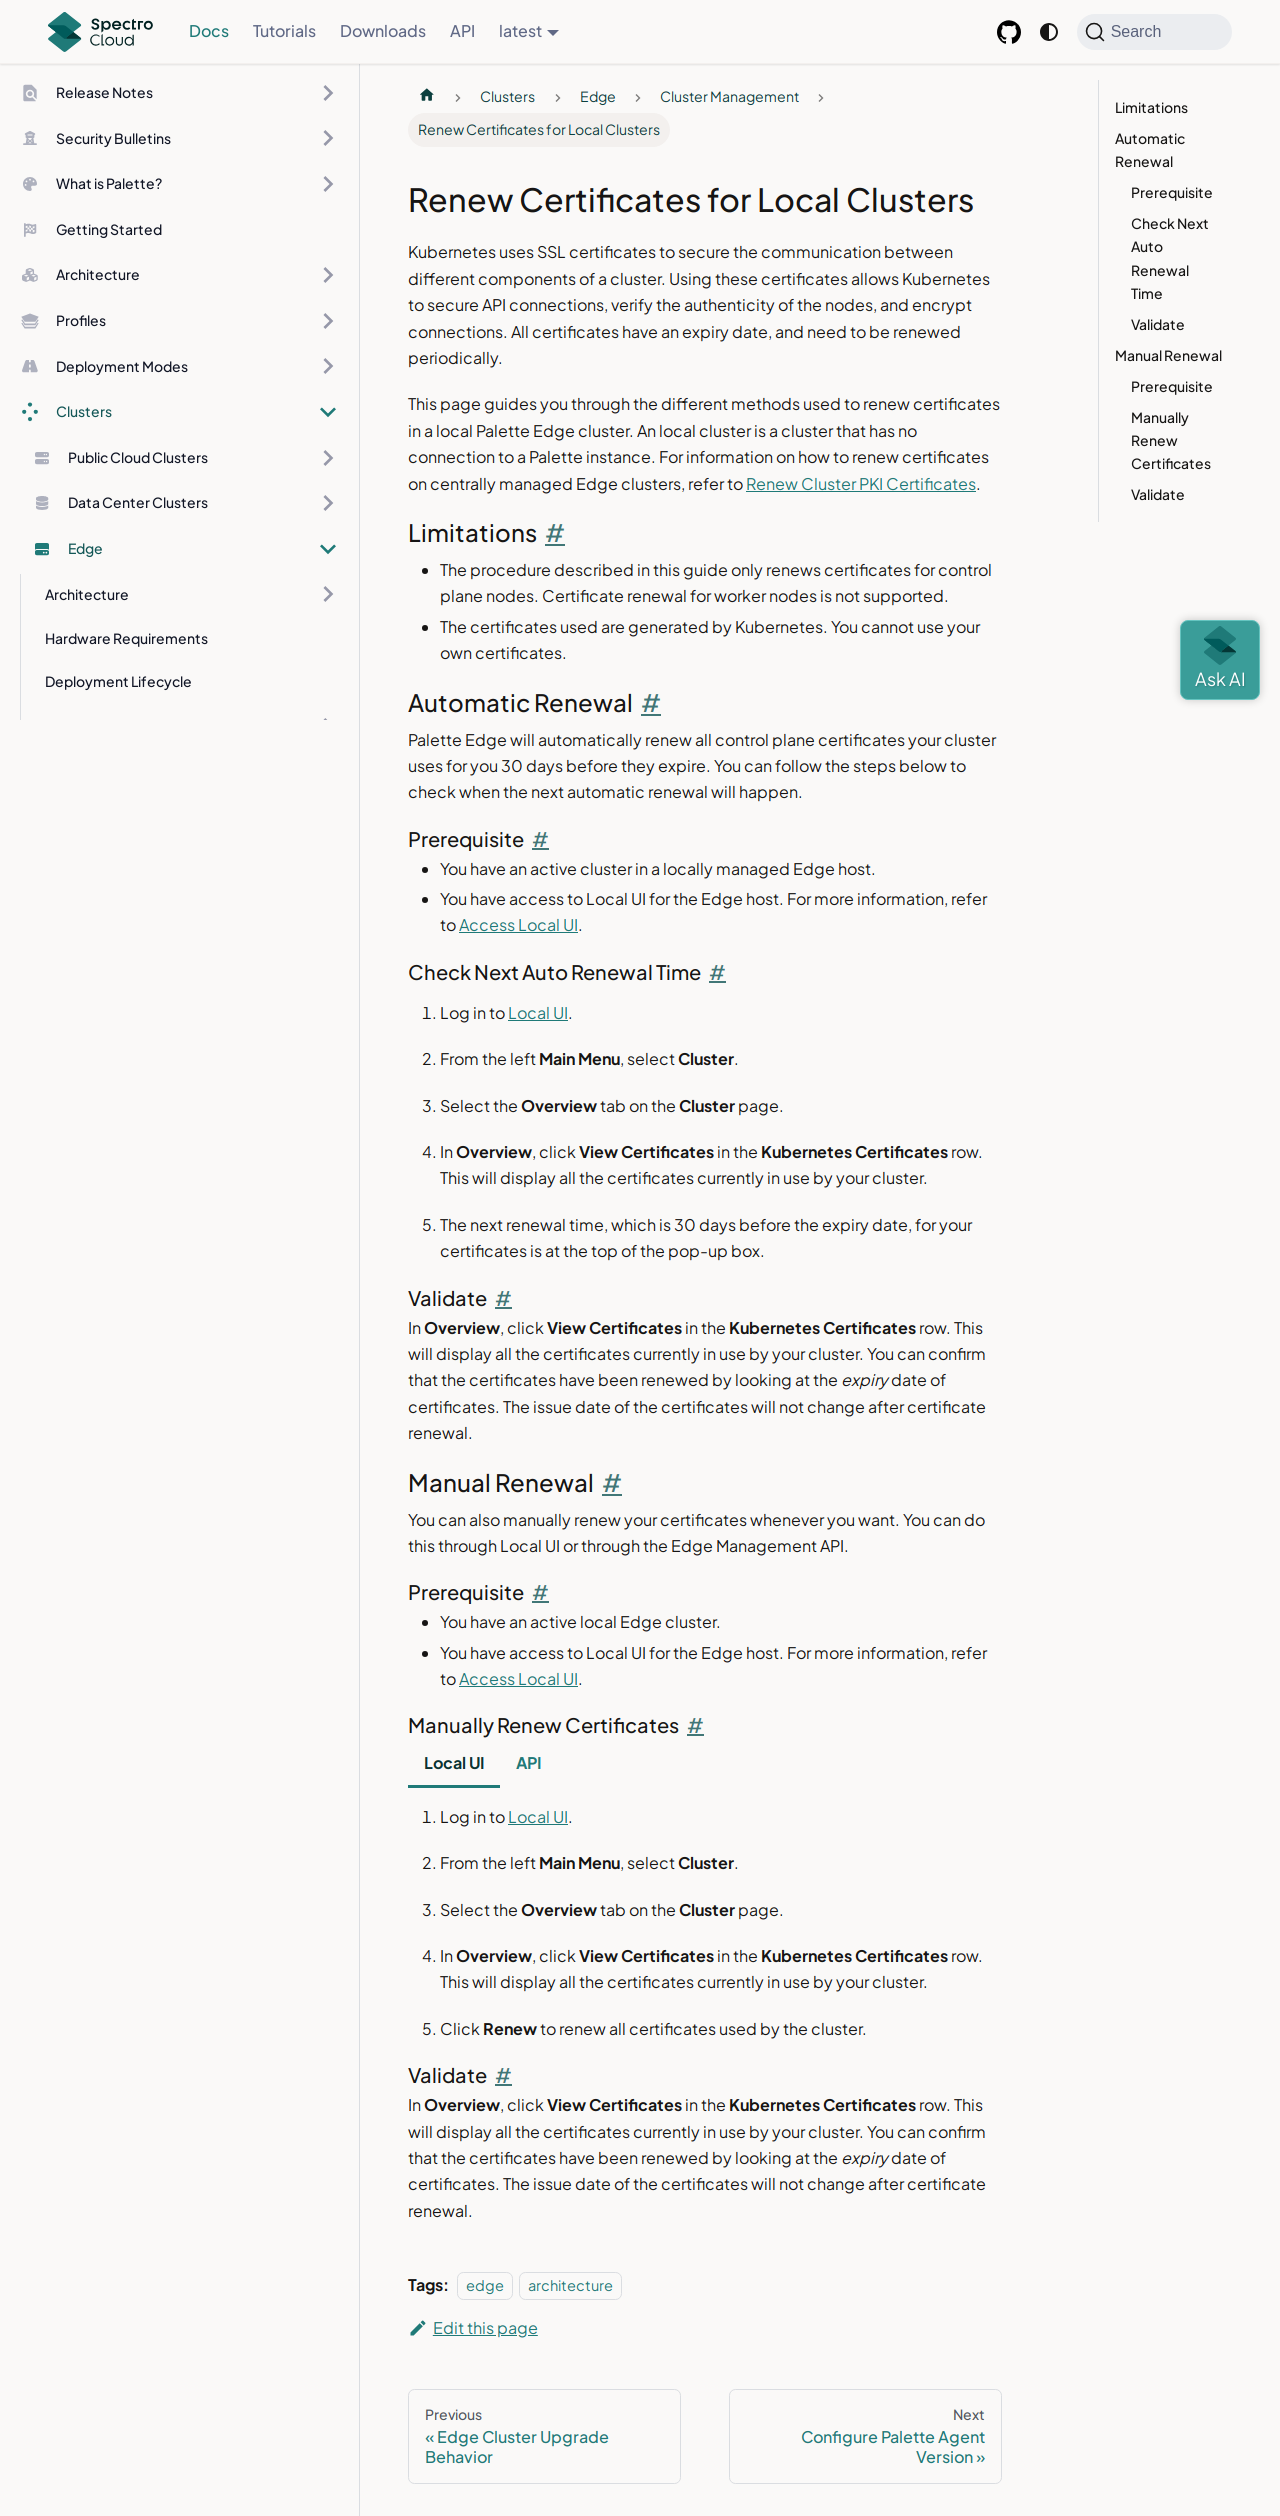 Spectro Cloud
Docs
Tutorials
Downloads
API
latest
Search
Release Notes
Security Bulletins
What is Palette?
Getting Started
Architecture
Profiles
Deployment Modes
Clusters
Public Cloud Clusters
Data Center Clusters
Edge
Architecture
Hardware Requirements
Deployment Lifecycle
Clusters
Edge
Cluster Management
Renew Certificates for Local Clusters
Renew Certificates for Local Clusters
Kubernetes uses SSL certificates to secure the communication between
different components of a cluster. Using these certificates allows Kubernetes
to secure API connections, verify the authenticity of the nodes, and encrypt
connections. All certificates have an expiry date, and need to be renewed
periodically.
This page guides you through the different methods used to renew certificates
in a local Palette Edge cluster. An local cluster is a cluster that has no
connection to a Palette instance. For information on how to renew certificates
on centrally managed Edge clusters, refer to Renew Cluster PKI Certificates.
Limitations #
The procedure described in this guide only renews certificates for control
plane nodes. Certificate renewal for worker nodes is not supported.
The certificates used are generated by Kubernetes. You cannot use your
own certificates.
Automatic Renewal #
Palette Edge will automatically renew all control plane certificates your cluster
uses for you 30 days before they expire. You can follow the steps below to
check when the next automatic renewal will happen.
Prerequisite #
You have an active cluster in a locally managed Edge host.
You have access to Local UI for the Edge host. For more information, refer
to Access Local UI.
Check Next Auto Renewal Time #
1. Log in to Local UI.
2. From the left Main Menu, select Cluster.
3. Select the Overview tab on the Cluster page.
4. In Overview, click View Certificates in the Kubernetes Certificates row.
This will display all the certificates currently in use by your cluster.
5. The next renewal time, which is 30 days before the expiry date, for your
certificates is at the top of the pop-up box.
Validate #
In Overview, click View Certificates in the Kubernetes Certificates row. This
will display all the certificates currently in use by your cluster. You can confirm
that the certificates have been renewed by looking at the expiry date of
certificates. The issue date of the certificates will not change after certificate
renewal.
Manual Renewal #
You can also manually renew your certificates whenever you want. You can do
this through Local UI or through the Edge Management API.
Prerequisite #
You have an active local Edge cluster.
You have access to Local UI for the Edge host. For more information, refer
to Access Local UI.
Manually Renew Certificates #
Local UI
API
1. Log in to Local UI.
2. From the left Main Menu, select Cluster.
3. Select the Overview tab on the Cluster page.
4. In Overview, click View Certificates in the Kubernetes Certificates row.
This will display all the certificates currently in use by your cluster.
5. Click Renew to renew all certificates used by the cluster.
Validate #
In Overview, click View Certificates in the Kubernetes Certificates row. This
will display all the certificates currently in use by your cluster. You can confirm
that the certificates have been renewed by looking at the expiry date of
certificates. The issue date of the certificates will not change after certificate
renewal.
Tags: edge architecture
Edit this page
Previous
« Edge Cluster Upgrade
Behavior
Next
Configure Palette Agent
Version »
Limitations
Automatic
Renewal
Prerequisite
Check Next
Auto
Renewal
Time
Validate
Manual Renewal
Prerequisite
Manually
Renew
Certificates
Validate
Ask AI